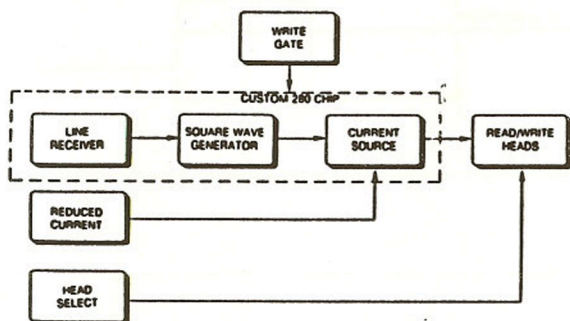 WRITE
GATE
CUSTOM 280 CHIP
LINE
RECEIVER
SQUARE WAVE
GENERATOR
CURRENT
SOURCE
READ/WRITE
HEADS
REDUCED
CURRENT
HEAD
SELECT